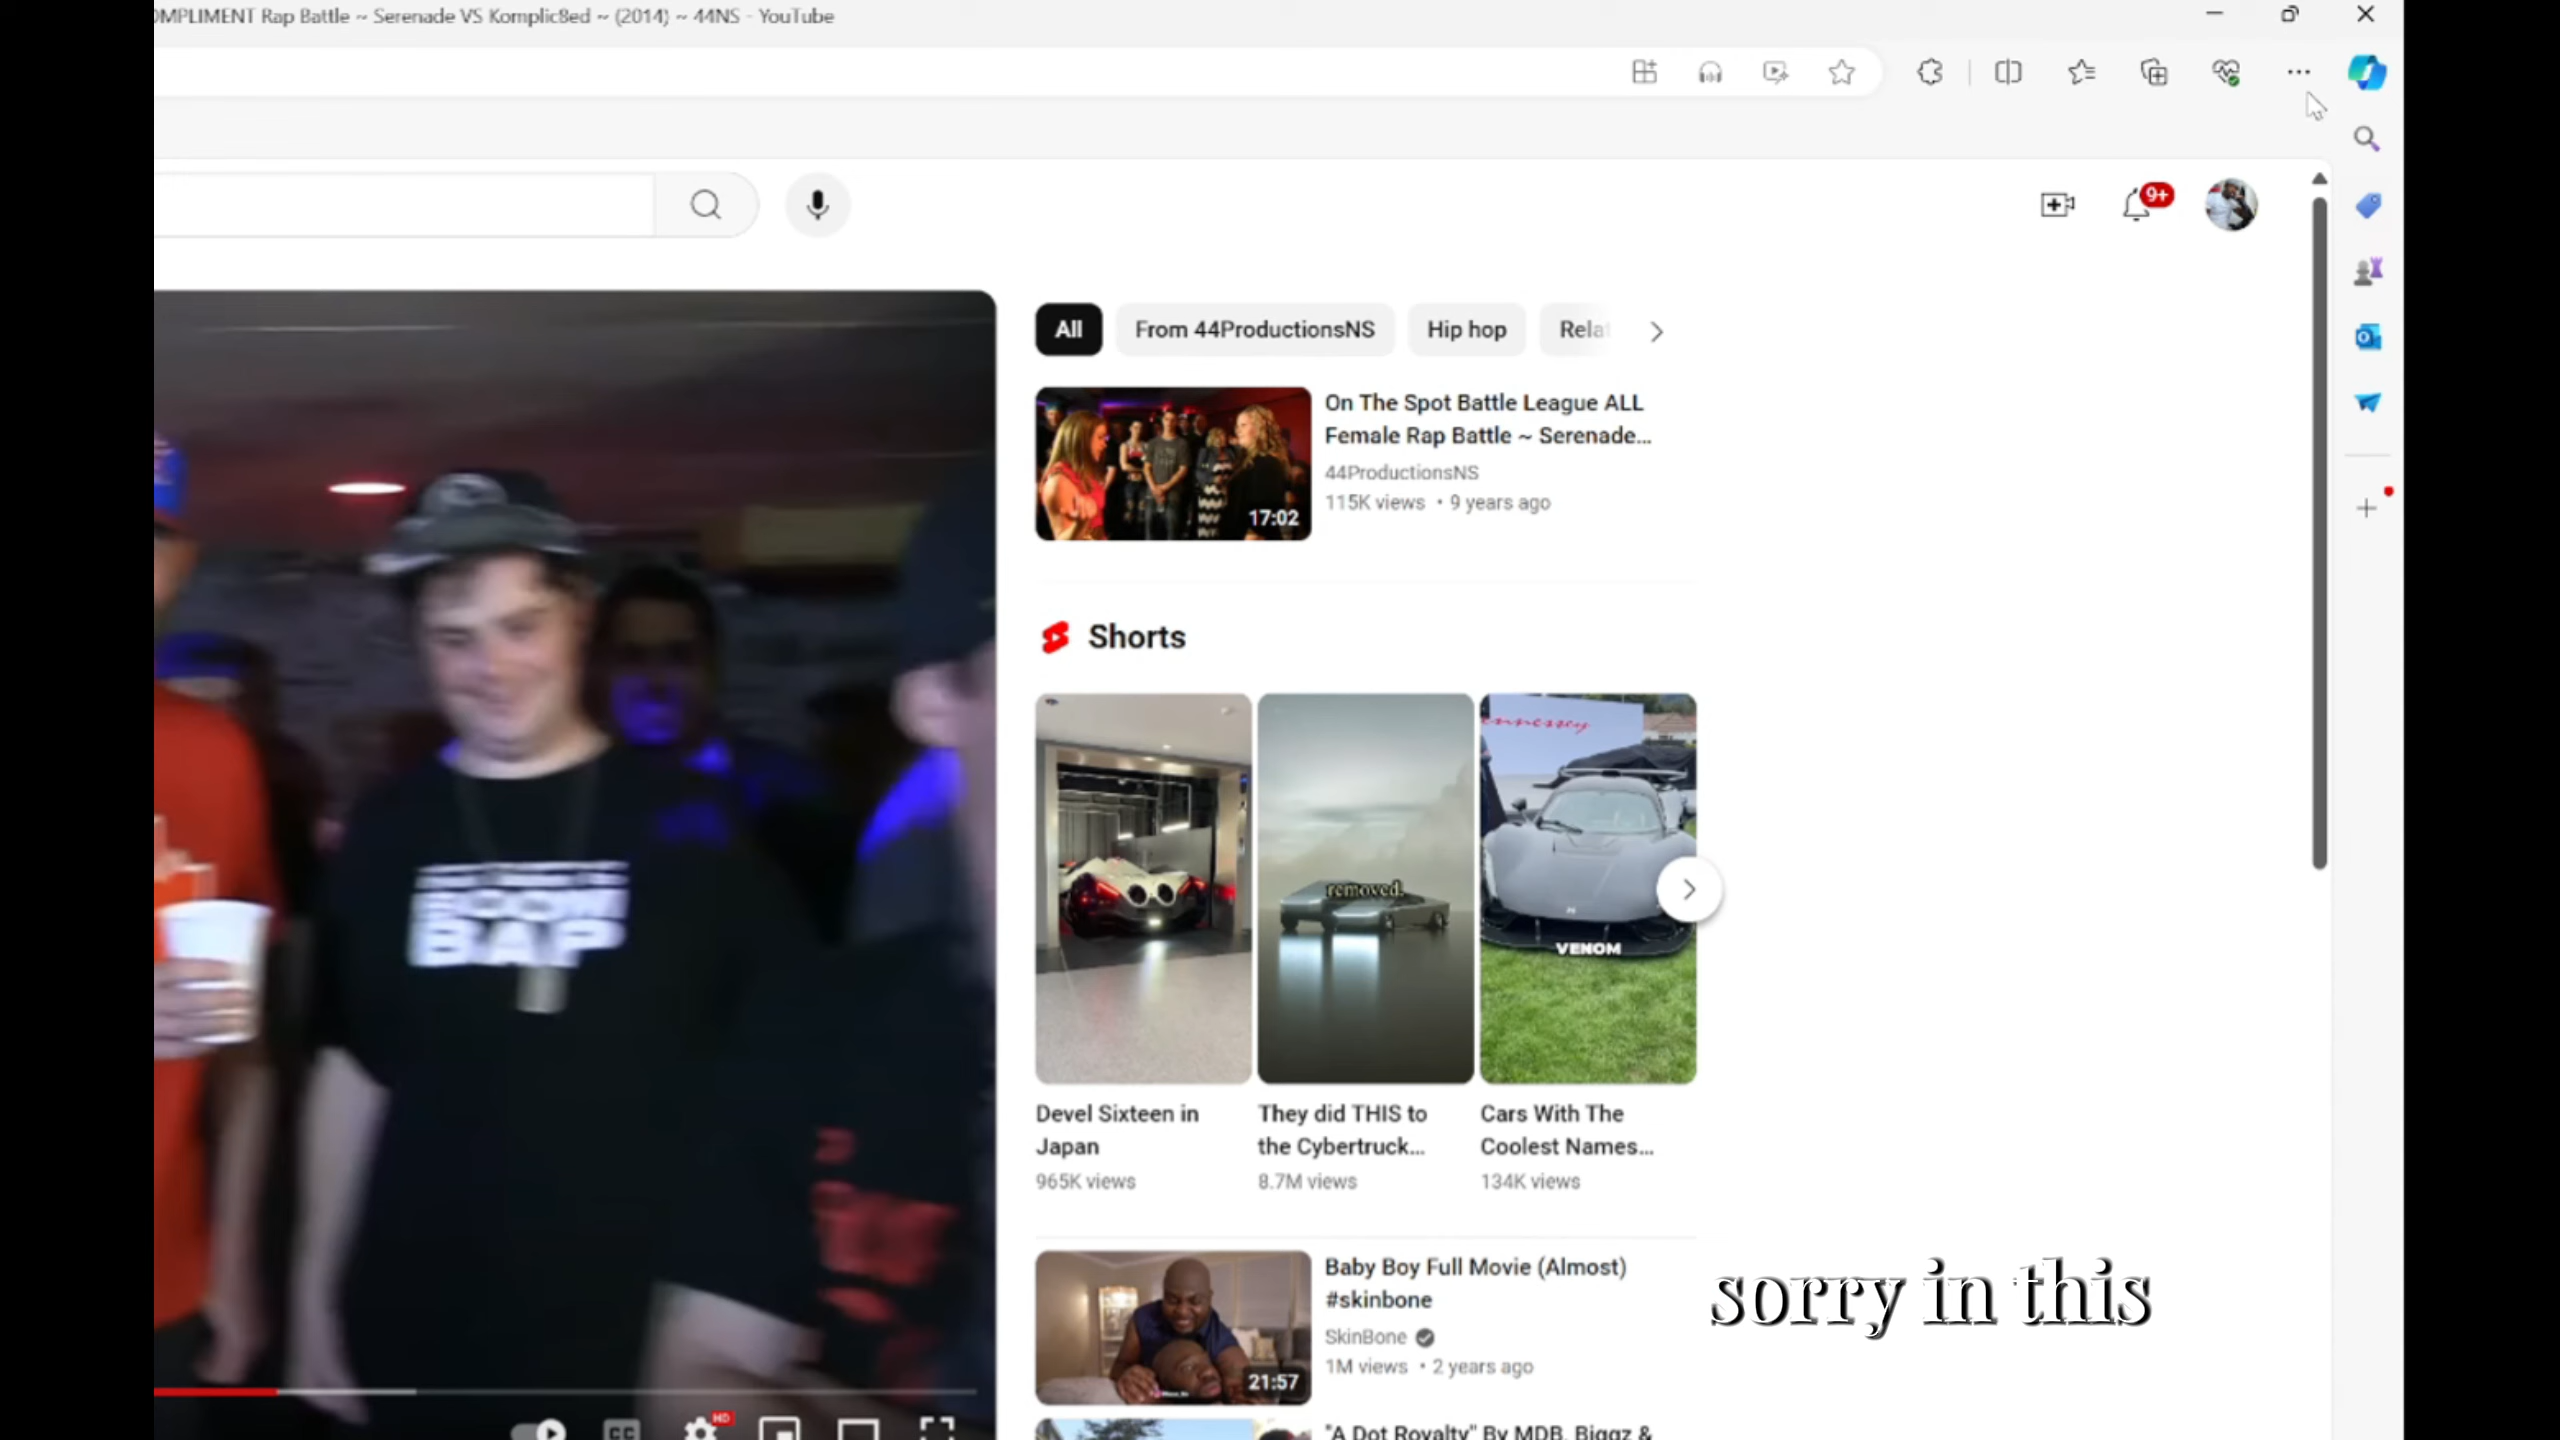 OMPLIMENT Rap Battle ~ Serenade VS Komplic8ed ~ (2014) ~ 44NS - YouTube
9+
All
From 44ProductionsNS
Hip hop
Rela
On The Spot Battle League ALL
Female Rap Battle ~ Serenade...
44ProductionsNS
115K views • 9 years ago
17:02
Shorts
ennessey
removed.
VENOM
BOOM
BAP
Devel Sixteen in
Japan
965K views
They did THIS to
the Cybertruck...
8.7M views
Cars With The
Coolest Names...
134K views
Baby Boy Full Movie (Almost)
#skinbone
SkinBone
1M views • 2 years ago
21:57
sorry in this
HD
CC
"A Dot Royalty" By MDB, Biggz &